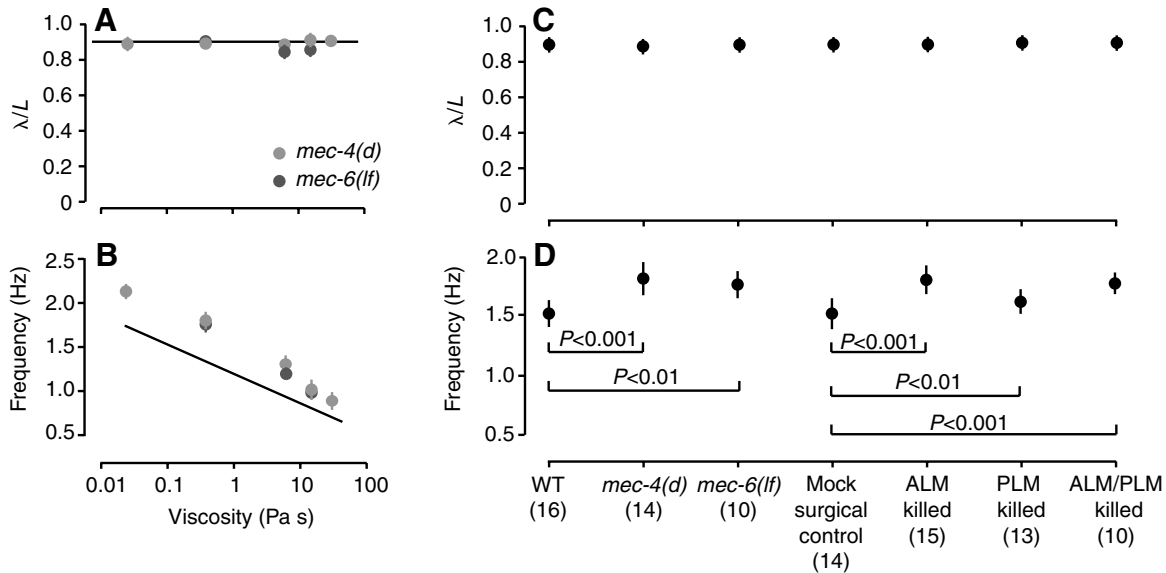 A
1.0
0.8
0.6
0.4
0.2
0
λ/L
mec-4(d)
mec-6(lf)
B
2.5
2.0
1.5
1.0
0.5
Frequency (Hz)
0.01 0.1 1 10 100
Viscosity (Pa s)
C
1.0
0.8
0.6
0.4
0.2
0
λ/L
D
2.0
1.5
1.0
0.5
Frequency (Hz)
P<0.001
P<0.01
P<0.001
P<0.01
P<0.001
WT
(16)
mec-4(d)
(14)
mec-6(lf)
(10)
Mock
surgical
control
(14)
ALM
killed
(15)
PLM
killed
(13)
ALM/PLM
killed
(10)